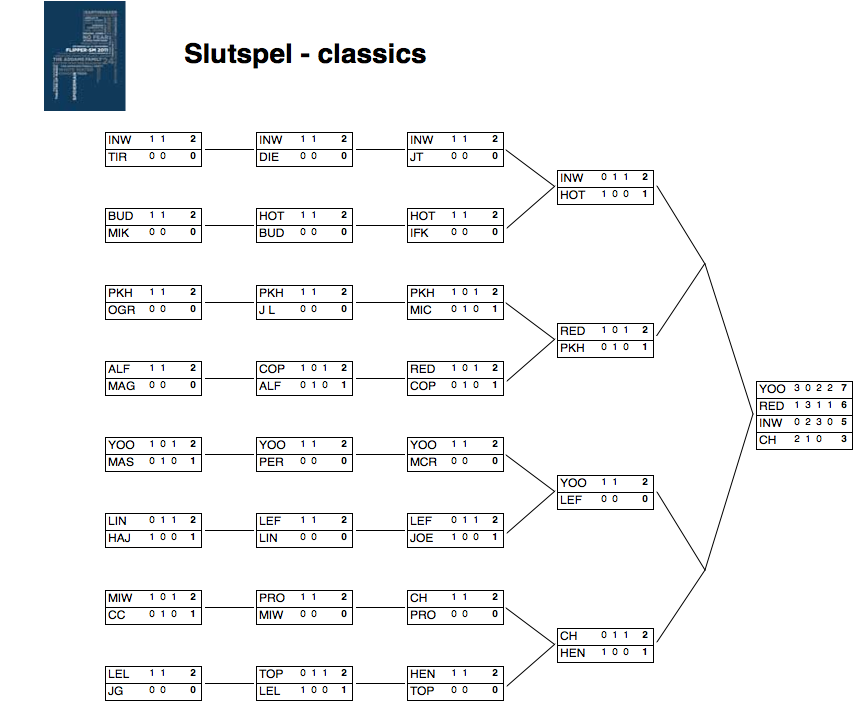 FLIPPER-SM 2011
THE ADDAMS FAMILY
SPIDERMAN
Slutspel - classics
INW 1 1 2
TIR 0 0 0
INW 1 1 2
DIE 0 0 0
INW 1 1 2
JT 0 0 0
INW 0 1 1 2
HOT 1 0 0 1
BUD 1 1 2
MIK 0 0 0
HOT 1 1 2
BUD 0 0 0
HOT 1 1 2
IFK 0 0 0
PKH 1 1 2
OGR 0 0 0
PKH 1 1 2
J L 0 0 0
PKH 1 0 1 2
MIC 0 1 0 1
RED 1 0 1 2
PKH 0 1 0 1
ALF 1 1 2
MAG 0 0 0
COP 1 0 1 2
ALF 0 1 0 1
RED 1 0 1 2
COP 0 1 0 1
YOO 3 0 2 2 7
RED 1 3 1 1 6
INW 0 2 3 0 5
CH 2 1 0 3
YOO 1 0 1 2
MAS 0 1 0 1
YOO 1 1 2
PER 0 0 0
YOO 1 1 2
MCR 0 0 0
YOO 1 1 2
LEF 0 0 0
LIN 0 1 1 2
HAJ 1 0 0 1
LEF 1 1 2
LIN 0 0 0
LEF 0 1 1 2
JOE 1 0 0 1
MIW 1 0 1 2
CC 0 1 0 1
PRO 1 1 2
MIW 0 0 0
CH 1 1 2
PRO 0 0 0
CH 0 1 1 2
HEN 1 0 0 1
LEL 1 1 2
JG 0 0 0
TOP 0 1 1 2
LEL 1 0 0 1
HEN 1 1 2
TOP 0 0 0